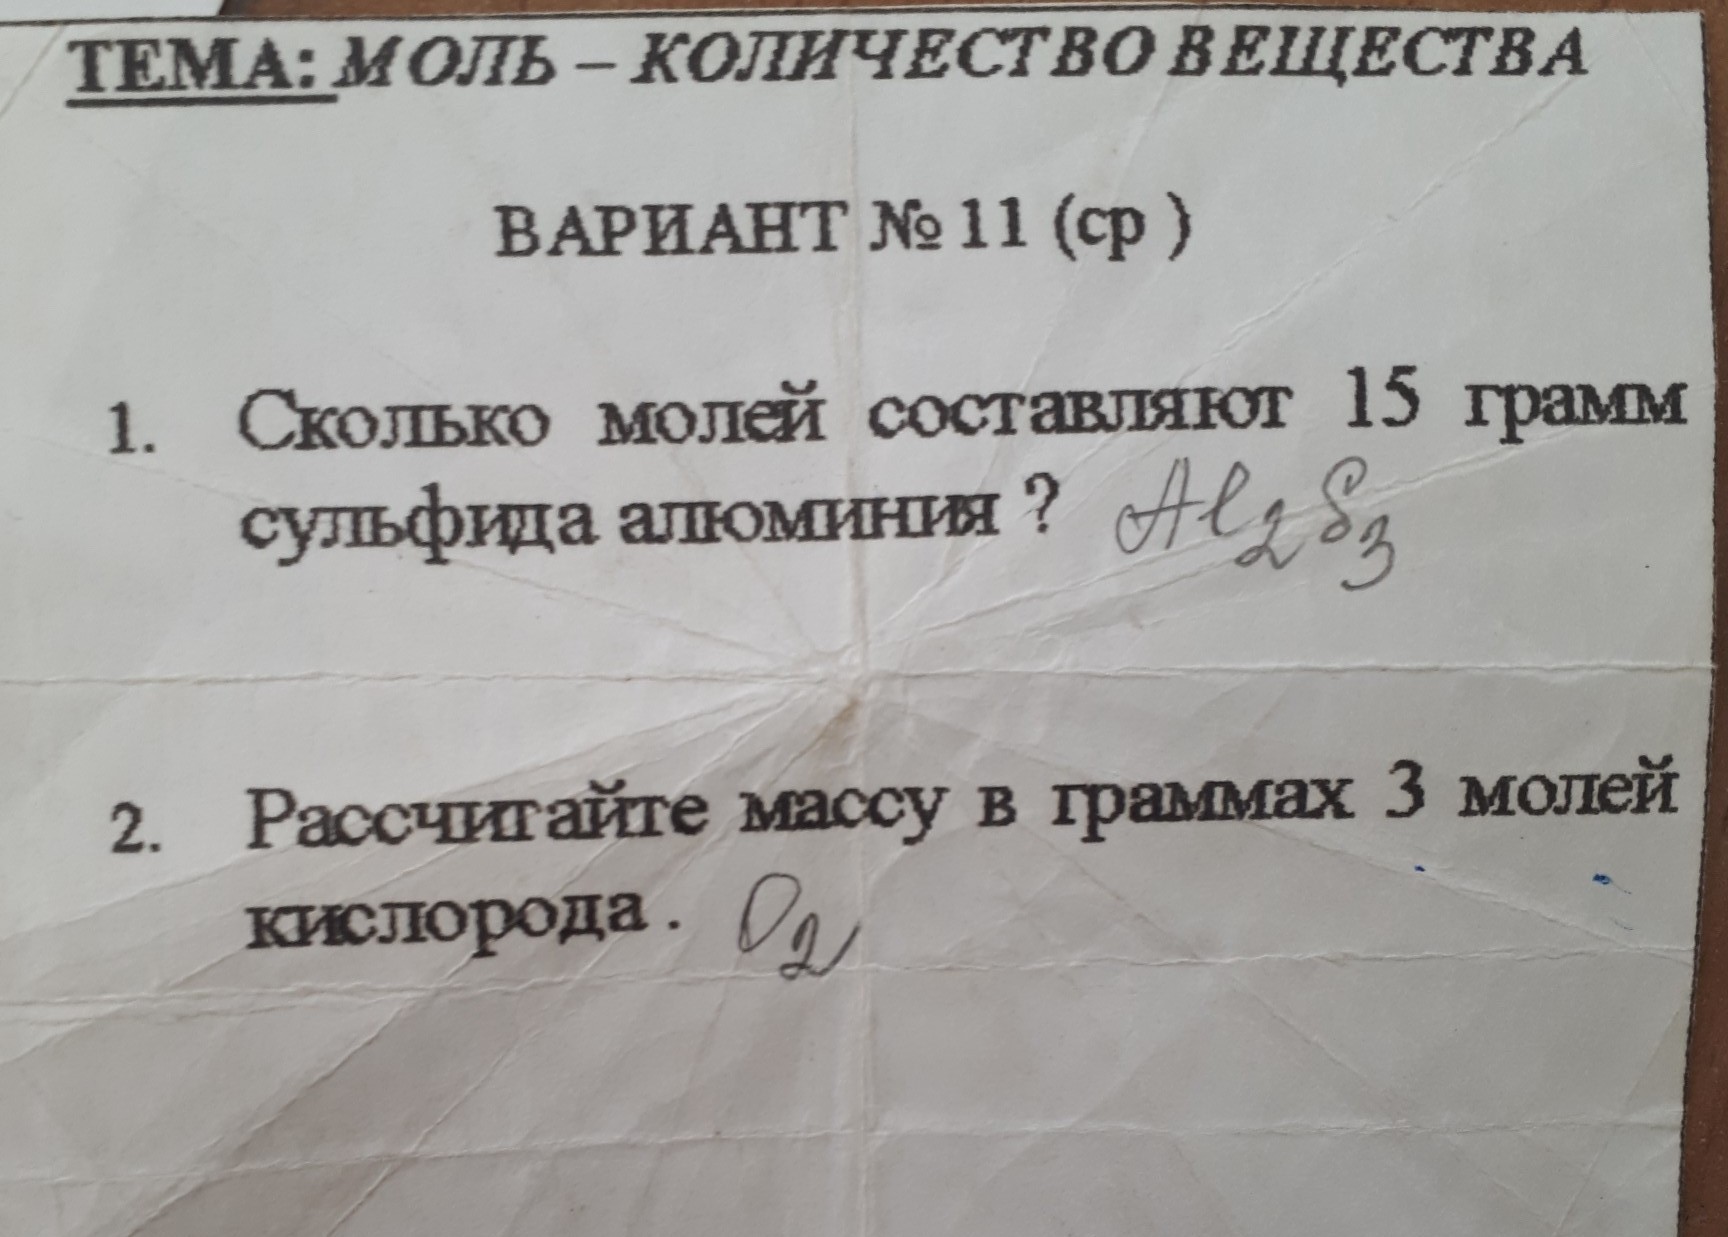 ТЕМА: МОЛЬ – КОЛИЧЕСТВО ВЕЩЕСТВА
ВАРИАНТ № 11 (ср )
1. Сколько молей составляют 15 грамм
сульфида алюминия ? Al₂S₃
2. Рассчитайте массу в граммах 3 молей
кислорода . O₂